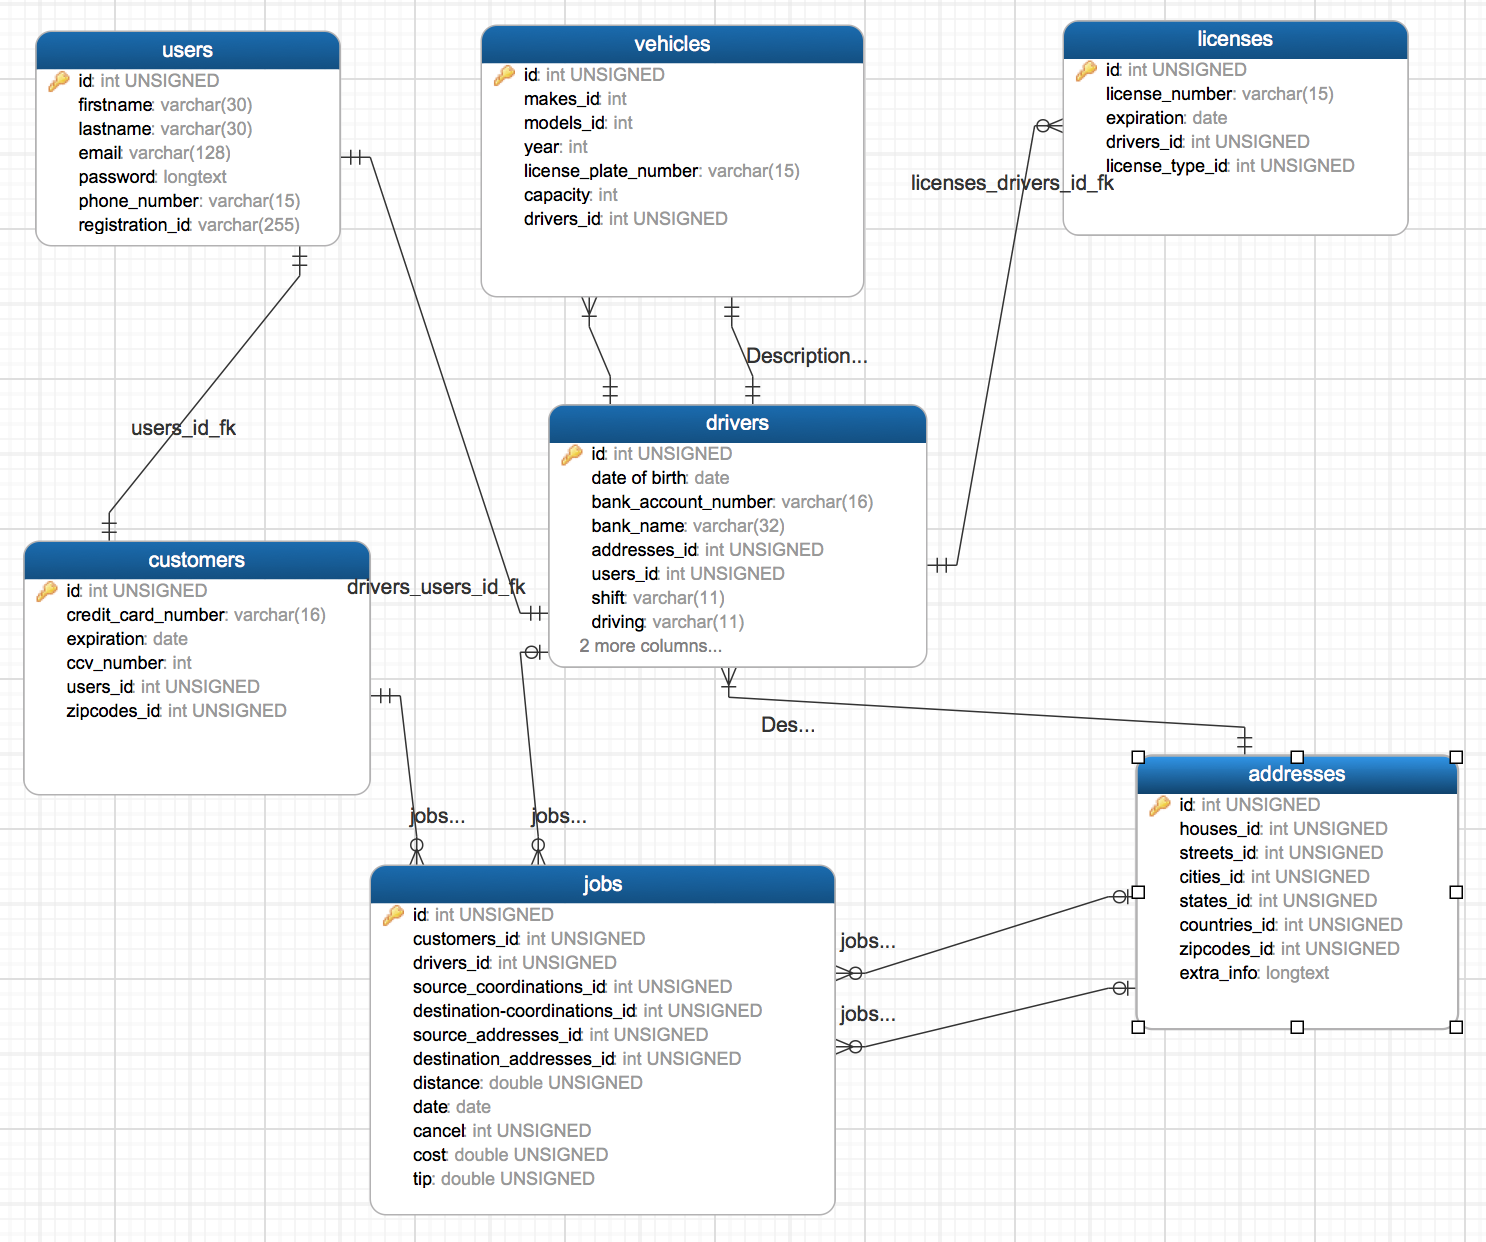 users
id: int UNSIGNED
firstname: varchar(30)
lastname: varchar(30)
email: varchar(128)
password: longtext
phone_number: varchar(15)
registration_id: varchar(255)
vehicles
id: int UNSIGNED
makes_id: int
models_id: int
year: int
license_plate_number: varchar(15)
capacity: int
drivers_id: int UNSIGNED
licenses
id: int UNSIGNED
license_number: varchar(15)
expiration: date
drivers_id: int UNSIGNED
license_type_id: int UNSIGNED
licenses_drivers_id_fk
Description...
users_id_fk
drivers
id: int UNSIGNED
date of birth: date
bank_account_number: varchar(16)
bank_name: varchar(32)
addresses_id: int UNSIGNED
users_id: int UNSIGNED
shift: varchar(11)
driving: varchar(11)
2 more columns...
drivers_users_id_fk
customers
id: int UNSIGNED
credit_card_number: varchar(16)
expiration: date
ccv_number: int
users_id: int UNSIGNED
zipcodes_id: int UNSIGNED
Des...
jobs...
jobs...
addresses
id: int UNSIGNED
houses_id: int UNSIGNED
streets_id: int UNSIGNED
cities_id: int UNSIGNED
states_id: int UNSIGNED
countries_id: int UNSIGNED
zipcodes_id: int UNSIGNED
extra_info: longtext
jobs...
jobs...
jobs
id: int UNSIGNED
customers_id: int UNSIGNED
drivers_id: int UNSIGNED
source_coordinations_id: int UNSIGNED
destination-coordinations_id: int UNSIGNED
source_addresses_id: int UNSIGNED
destination_addresses_id: int UNSIGNED
distance: double UNSIGNED
date: date
cancel: int UNSIGNED
cost: double UNSIGNED
tip: double UNSIGNED